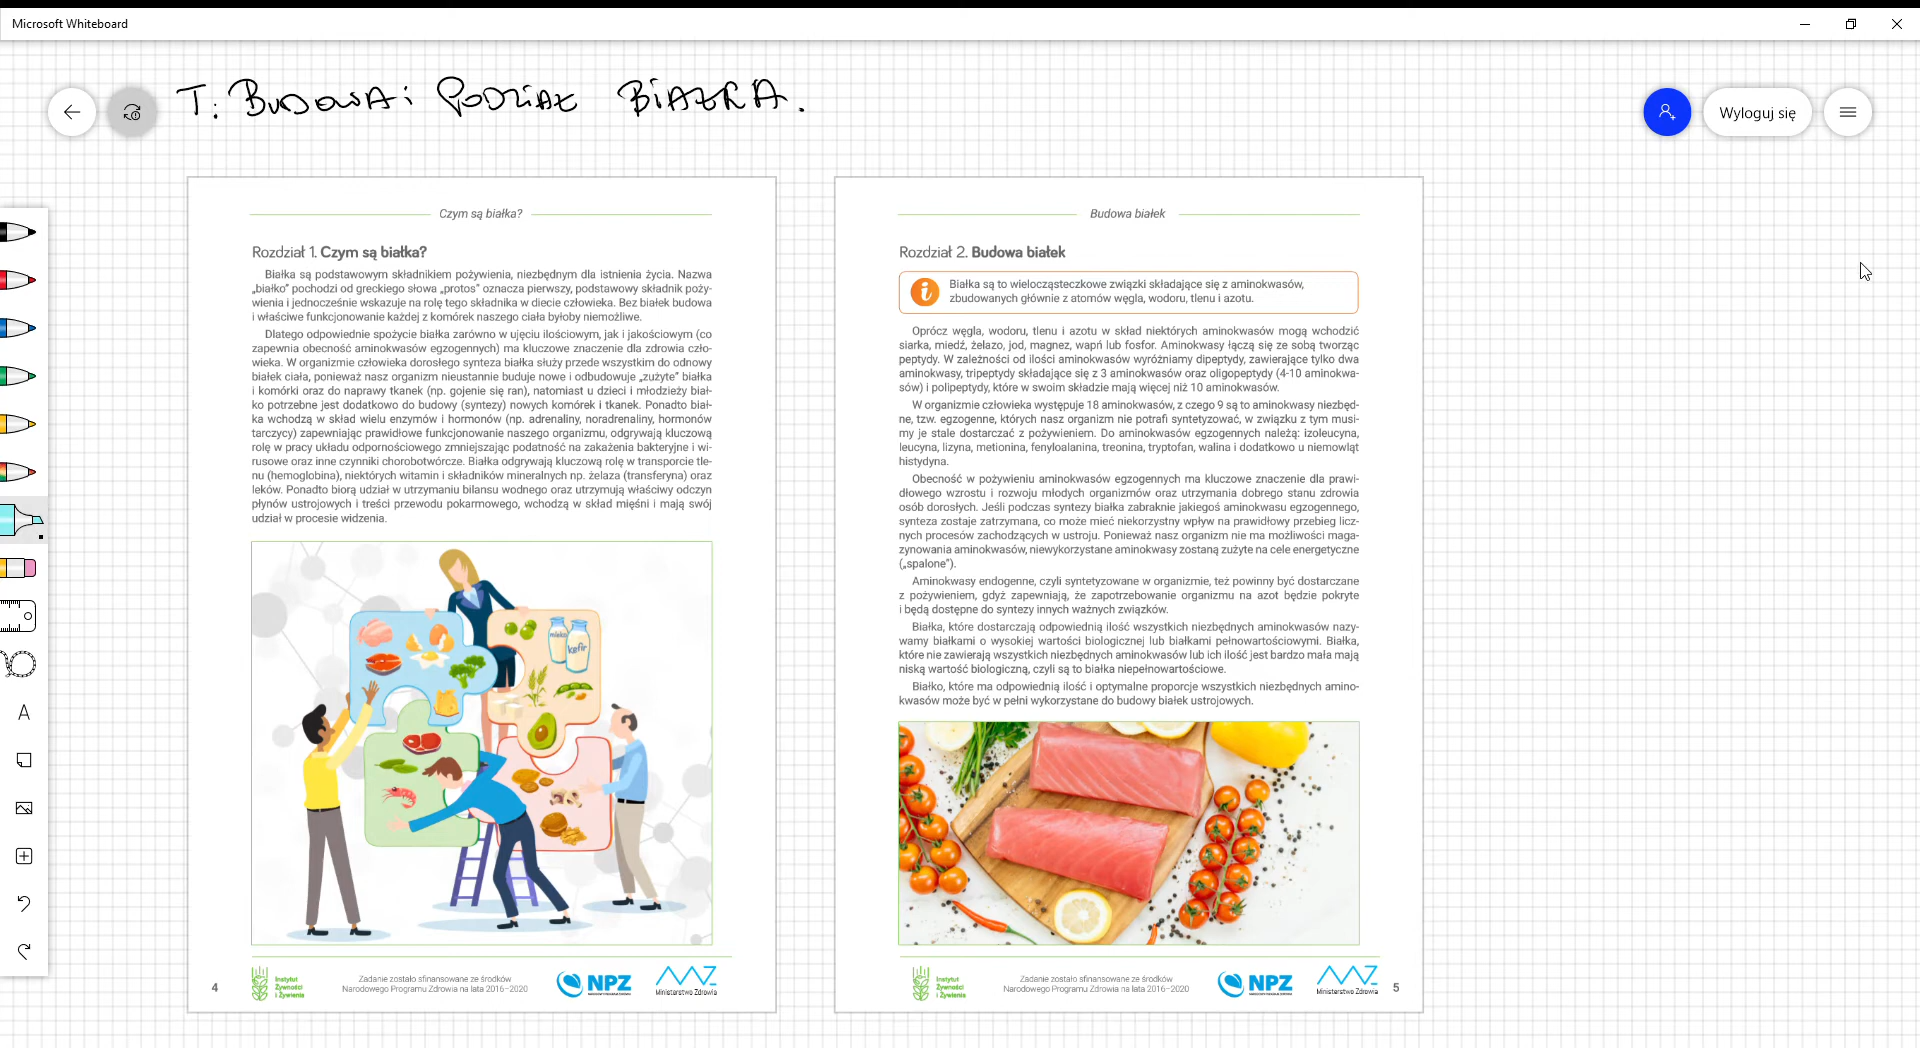 Microsoft Whiteboard
T: BUDOWA i PODZIAŁ BIAŁKA.
Wyloguj się
Czym są białka?
Rozdział 1. Czym są białka?
Białka są podstawowym składnikiem pożywienia, niezbędnym dla istnienia życia. Nazwa
„białko” pochodzi od greckiego słowa „protos” oznacza pierwszy, podstawowy składnik poży-
wienia i jednocześnie wskazuje na rolę tego składnika w diecie człowieka. Bez białek budowa
i właściwe funkcjonowanie każdej z komórek naszego ciała byłoby niemożliwe.
Dlatego odpowiednie spożycie białka zarówno w ujęciu ilościowym, jak i jakościowym (co
zapewnia obecność aminokwasów egzogennych) ma kluczowe znaczenie dla zdrowia czło-
wieka. W organizmie człowieka dorosłego synteza białka służy przede wszystkim do odnowy
białek ciała, ponieważ nasz organizm nieustannie buduje nowe i odbudowuje „zużyte” białka
i komórki oraz do naprawy tkanek (np. gojenie się ran), natomiast u dzieci i młodzieży biał-
ko potrzebne jest dodatkowo do budowy (syntezy) nowych komórek i tkanek. Ponadto biał-
ka wchodzą w skład wielu enzymów i hormonów (np. adrenaliny, noradrenaliny, hormonów
tarczycy) zapewniając prawidłowe funkcjonowanie naszego organizmu, odgrywają kluczową
rolę w pracy układu odpornościowego zmniejszając podatność na zakażenia bakteryjne i wi-
rusowe oraz inne czynniki chorobotwórcze. Białka odgrywają kluczową rolę w transporcie tle-
nu (hemoglobina), niektórych witamin i składników mineralnych np. żelaza (transferyna) oraz
leków. Ponadto biorą udział w utrzymaniu bilansu wodnego oraz utrzymują właściwy odczyn
płynów ustrojowych i treści przewodu pokarmowego, wchodzą w skład mięśni i mają swój
udział w procesie widzenia.
mleko
kefir
4
Instytut
Żywności
i Żywienia
Zadanie zostało sfinansowane ze środków
Narodowego Programu Zdrowia na lata 2016–2020
NPZ
NARODOWY PROGRAM ZDROWIA
Ministerstwo Zdrowia
Budowa białek
Rozdział 2. Budowa białek
i
Białka są to wielocząsteczkowe związki składające się z aminokwasów,
zbudowanych głównie z atomów węgla, wodoru, tlenu i azotu.
Oprócz węgla, wodoru, tlenu i azotu w skład niektórych aminokwasów mogą wchodzić
siarka, miedź, żelazo, jod, magnez, wapń lub fosfor. Aminokwasy łączą się ze sobą tworząc
peptydy. W zależności od ilości aminokwasów wyróżniamy dipeptydy, zawierające tylko dwa
aminokwasy, tripeptydy składające się z 3 aminokwasów oraz oligopeptydy (4-10 aminokwa-
sów) i polipeptydy, które w swoim składzie mają więcej niż 10 aminokwasów.
W organizmie człowieka występuje 18 aminokwasów, z czego 9 są to aminokwasy niezbęd-
ne, tzw. egzogenne, których nasz organizm nie potrafi syntetyzować, w związku z tym musi-
my je stale dostarczać z pożywieniem. Do aminokwasów egzogennych należą: izoleucyna,
leucyna, lizyna, metionina, fenyloalanina, treonina, tryptofan, walina i dodatkowo u niemowląt
histydyna.
Obecność w pożywieniu aminokwasów egzogennych ma kluczowe znaczenie dla prawi-
dłowego wzrostu i rozwoju młodych organizmów oraz utrzymania dobrego stanu zdrowia
osób dorosłych. Jeśli podczas syntezy białka zabraknie jakiegoś aminokwasu egzogennego,
synteza zostaje zatrzymana, co może mieć niekorzystny wpływ na prawidłowy przebieg licz-
nych procesów zachodzących w ustroju. Ponieważ nasz organizm nie ma możliwości maga-
zynowania aminokwasów, niewykorzystane aminokwasy zostaną zużyte na cele energetyczne
(„spalone”).
Aminokwasy endogenne, czyli syntetyzowane w organizmie, też powinny być dostarczane
z pożywieniem, gdyż zapewniają, że zapotrzebowanie organizmu na azot będzie pokryte
i będą dostępne do syntezy innych ważnych związków.
Białka, które dostarczają odpowiednią ilość wszystkich niezbędnych aminokwasów nazy-
wamy białkami o wysokiej wartości biologicznej lub białkami pełnowartościowymi. Białka,
które nie zawierają wszystkich niezbędnych aminokwasów lub ich ilość jest bardzo mała mają
niską wartość biologiczną, czyli są to białka niepełnowartościowe.
Białko, które ma odpowiednią ilość i optymalne proporcje wszystkich niezbędnych amino-
kwasów może być w pełni wykorzystane do budowy białek ustrojowych.
Instytut
Żywności
i Żywienia
Zadanie zostało sfinansowane ze środków
Narodowego Programu Zdrowia na lata 2016–2020
NPZ
NARODOWY PROGRAM ZDROWIA
Ministerstwo Zdrowia
5
A